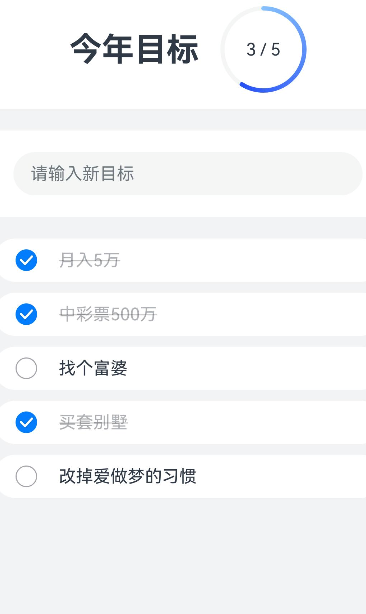 今年目标
3 / 5
请输入新目标
月入5万
中彩票500万
找个富婆
买套别墅
改掉爱做梦的习惯